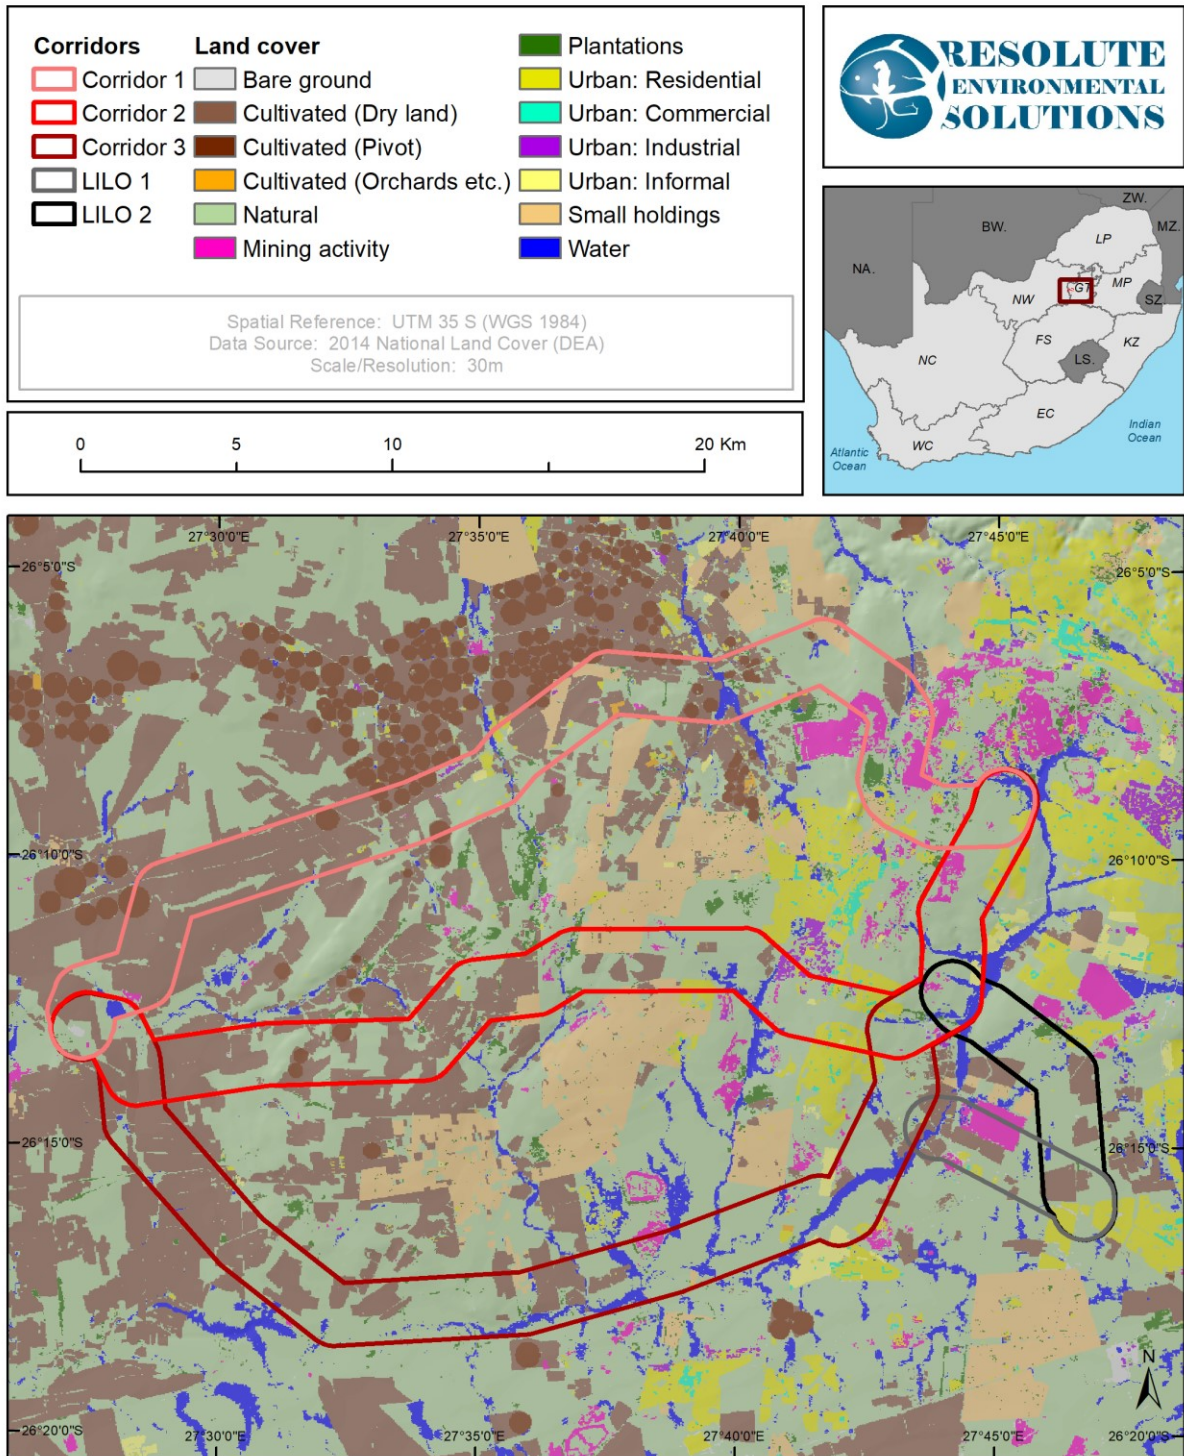 Corridors
Corridor 1
Corridor 2
Corridor 3
LILO 1
LILO 2
Land cover
Bare ground
Cultivated (Dry land)
Cultivated (Pivot)
Cultivated (Orchards etc.)
Natural
Mining activity
Plantations
Urban: Residential
Urban: Commercial
Urban: Industrial
Urban: Informal
Small holdings
Water
Spatial Reference: UTM 35 S (WGS 1984)
Data Source: 2014 National Land Cover (DEA)
Scale/Resolution: 30m
0 5 10 20 Km
RESOLUTE
ENVIRONMENTAL
SOLUTIONS
ZW.
BW.
MZ.
LP
NA.
GT
MP
NW
SZ.
FS
KZ
LS.
NC
EC
WC
Indian
Ocean
Atlantic
Ocean
27°30'0"E 27°35'0"E 27°40'0"E 27°45'0"E
26°5'0"S 26°5'0"S
26°10'0"S 26°10'0"S
26°15'0"S 26°15'0"S
N
26°20'0"S 26°20'0"S
27°30'0"E 27°35'0"E 27°40'0"E 27°45'0"E